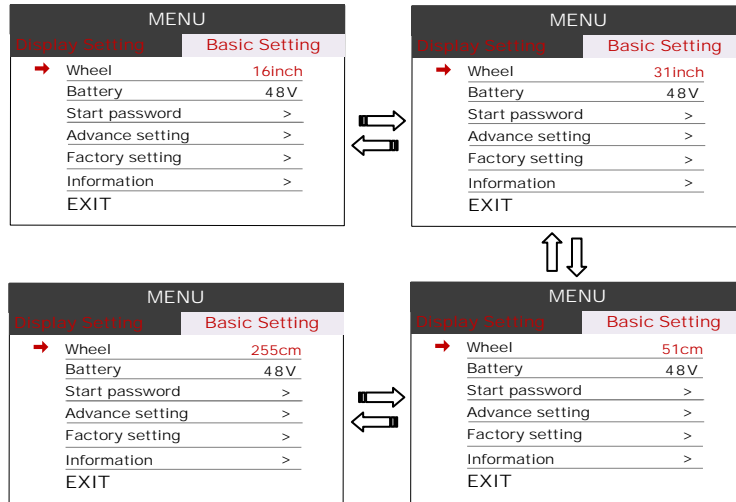 MENU
Display Setting Basic Setting
Wheel 16inch
Battery 48V
Start password >
Advance setting >
Factory setting >
Information >
EXIT
MENU
Display Setting Basic Setting
Wheel 31inch
Battery 48V
Start password >
Advance setting >
Factory setting >
Information >
EXIT
MENU
Display Setting Basic Setting
Wheel 255cm
Battery 48V
Start password >
Advance setting >
Factory setting >
Information >
EXIT
MENU
Display Setting Basic Setting
Wheel 51cm
Battery 48V
Start password >
Advance setting >
Factory setting >
Information >
EXIT